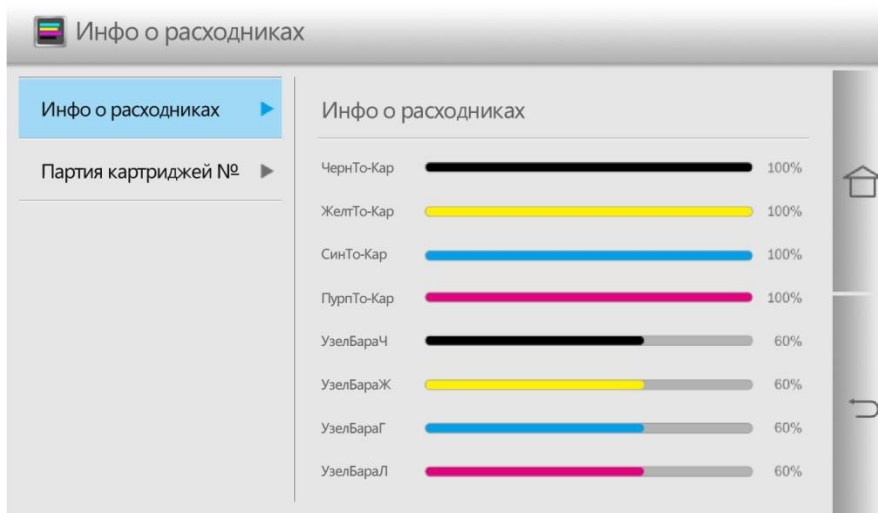 Инфо о расходниках
Инфо о расходниках
Партия картриджей №
Инфо о расходниках
ЧернТо-Кар 100%
ЖелтТо-Кар 100%
СинТо-Кар 100%
ПурпТо-Кар 100%
УзелБараЧ 60%
УзелБараЖ 60%
УзелБараГ 60%
УзелБараЛ 60%